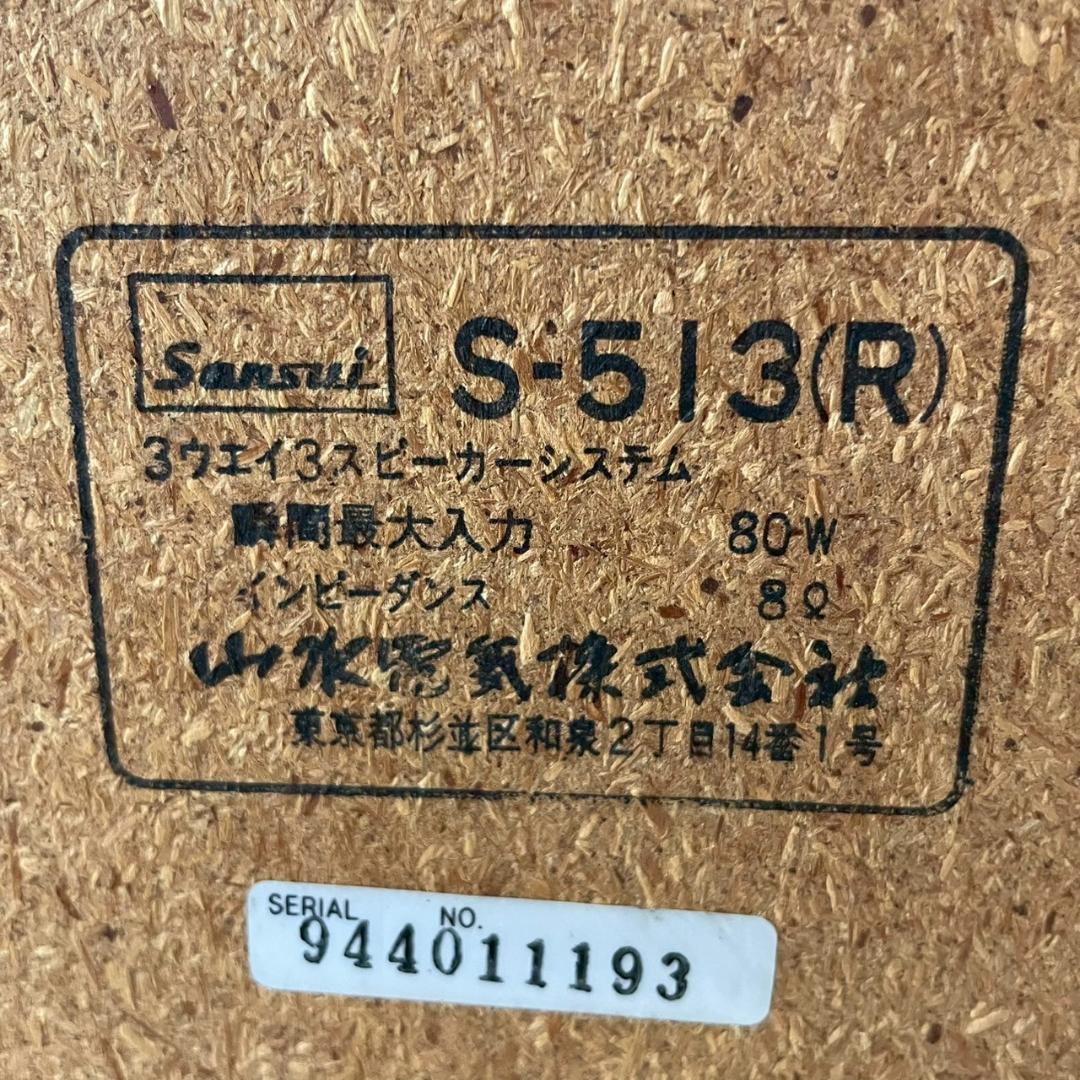 Sansui
S-513(R)
3ウエイ3スピーカーシステム
瞬間最大入力 80W
インピーダンス 8Ω
山水電気株式会社
東京都杉並区和泉2丁目14番1号
SERIAL NO.
944011193